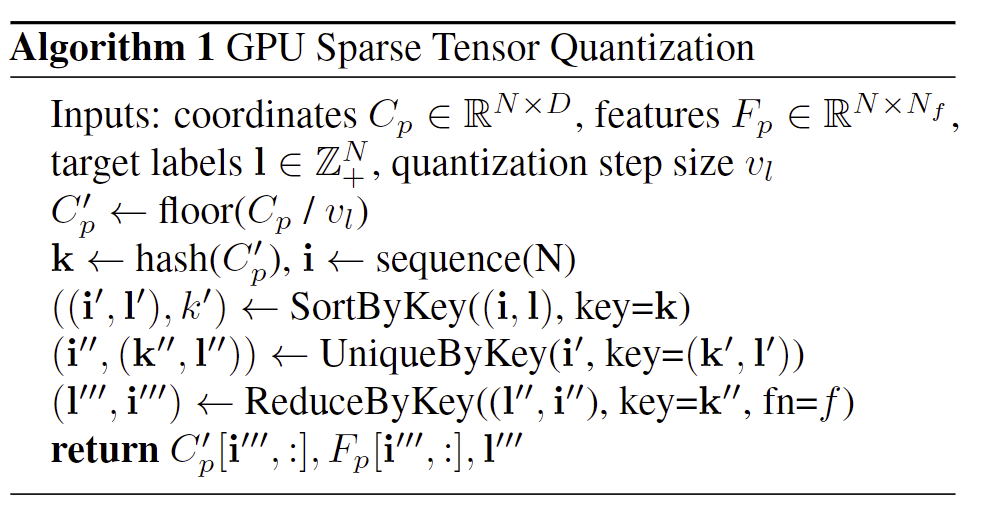 Algorithm 1 GPU Sparse Tensor Quantization
Inputs: coordinates $C_p \in \mathbb{R}^{N \times D}$, features $F_p \in \mathbb{R}^{N \times N_f}$,
target labels $\mathbf{l} \in \mathbb{Z}_+^N$, quantization step size $v_l$
$C_p' \leftarrow$ floor($C_p$ / $v_l$)
$\mathbf{k} \leftarrow$ hash($C_p'$), $\mathbf{i} \leftarrow$ sequence(N)
$((\mathbf{i}', \mathbf{l}'), k') \leftarrow$ SortByKey($(\mathbf{i}, \mathbf{l})$, key=$\mathbf{k}$)
$(\mathbf{i}'', (\mathbf{k}'', \mathbf{l}'')) \leftarrow$ UniqueByKey($\mathbf{i}'$, key=$(\mathbf{k}', \mathbf{l}')$)
$(\mathbf{l}''', \mathbf{i}''') \leftarrow$ ReduceByKey($(\mathbf{l}'', \mathbf{i}'')$, key=$\mathbf{k}''$, fn=$f$)
return $C_p'[\mathbf{i}''', :], F_p[\mathbf{i}''', :], \mathbf{l}'''$